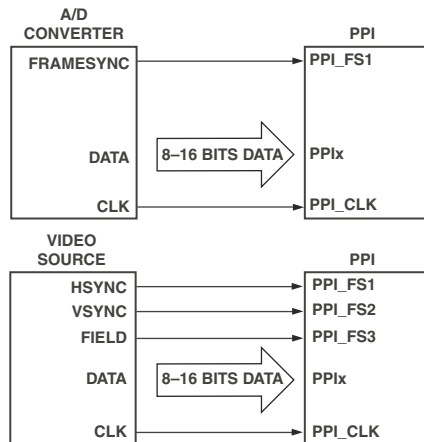 A/D
CONVERTER
PPI
FRAMESYNC
PPI_FS1
DATA
8–16 BITS DATA
PPIx
CLK
PPI_CLK
VIDEO
SOURCE
PPI
HSYNC
PPI_FS1
VSYNC
PPI_FS2
FIELD
PPI_FS3
DATA
8–16 BITS DATA
PPIx
CLK
PPI_CLK